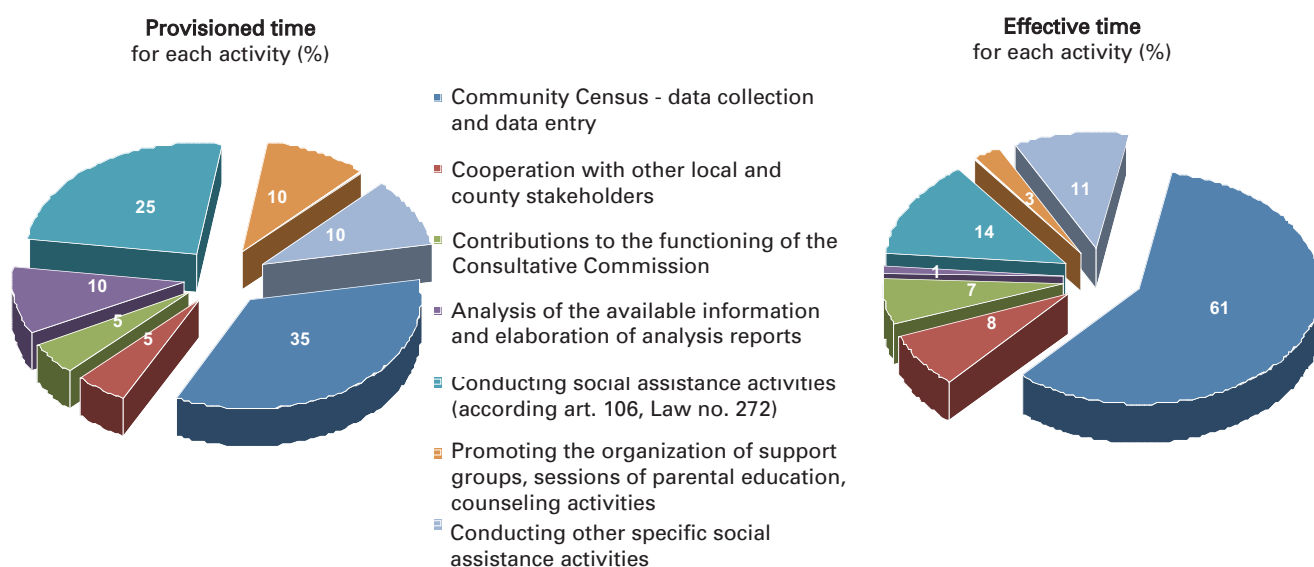 Provisioned time
for each activity (%)
25
10
10
10
5
5
35
Community Census - data collection
and data entry
Cooperation with other local and
county stakeholders
Contributions to the functioning of the
Consultative Commission
Analysis of the available information
and elaboration of analysis reports
Conducting social assistance activities
(according art. 106, Law no. 272)
Promoting the organization of support
groups, sessions of parental education,
counseling activities
Conducting other specific social
assistance activities
Effective time
for each activity (%)
11
3
14
1
7
8
61